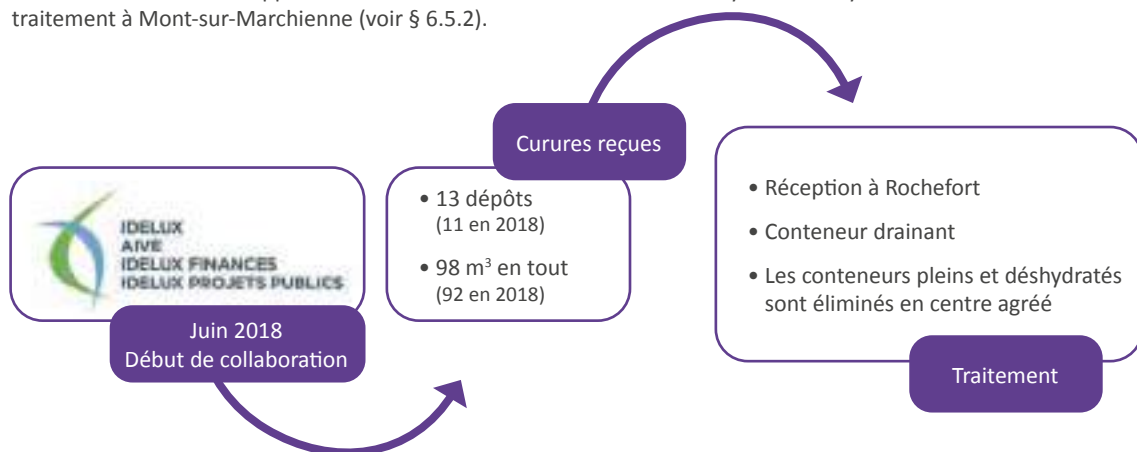 traitement à Mont-sur-Marchienne (voir § 6.5.2).
Curures reçues
IDELUX
AIVE
IDELUX FINANCES
IDELUX PROJETS PUBLICS
Juin 2018
Début de collaboration
• 13 dépôts
(11 en 2018)
• 98 m³ en tout
(92 en 2018)
• Réception à Rochefort
• Conteneur drainant
• Les conteneurs pleins et déshydratés
sont éliminés en centre agréé
Traitement